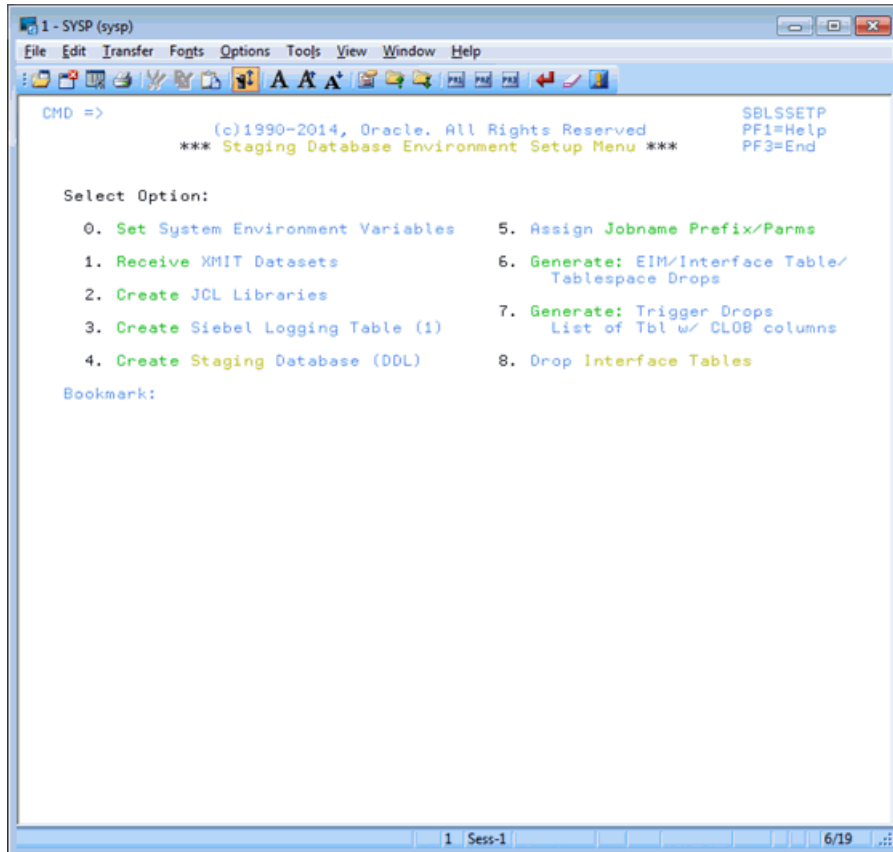 1 - SYSP (sysp)
File Edit Transfer Fonts Options Tools View Window Help
CMD => SBLSSETP
(c)1990-2014, Oracle. All Rights Reserved PF1=Help
*** Staging Database Environment Setup Menu *** PF3=End
Select Option:
0. Set System Environment Variables 5. Assign Jobname Prefix/Parms
1. Receive XMIT Datasets 6. Generate: EIM/Interface Table/
Tablespace Drops
2. Create JCL Libraries
7. Generate: Trigger Drops
3. Create Siebel Logging Table (1) List of Tbl w/ CLOB columns
4. Create Staging Database (DDL) 8. Drop Interface Tables
Bookmark:
1 Sess-1 6/19